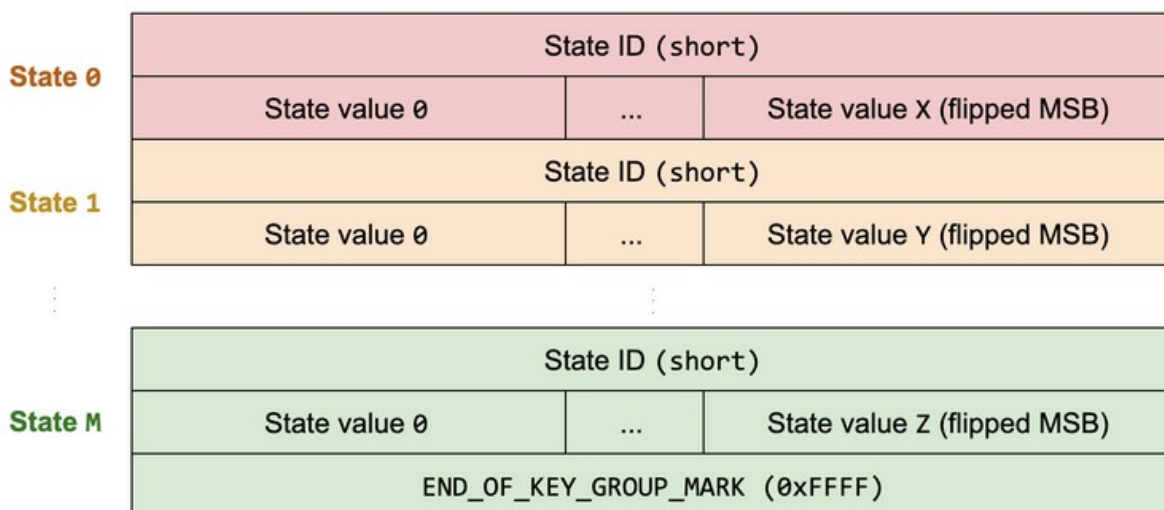 State ID (short)
State 0
State value 0 ... State value X (flipped MSB)
State ID (short)
State 1
State value 0 ... State value Y (flipped MSB)
State ID (short)
State M
State value 0 ... State value Z (flipped MSB)
END_OF_KEY_GROUP_MARK (0xFFFF)